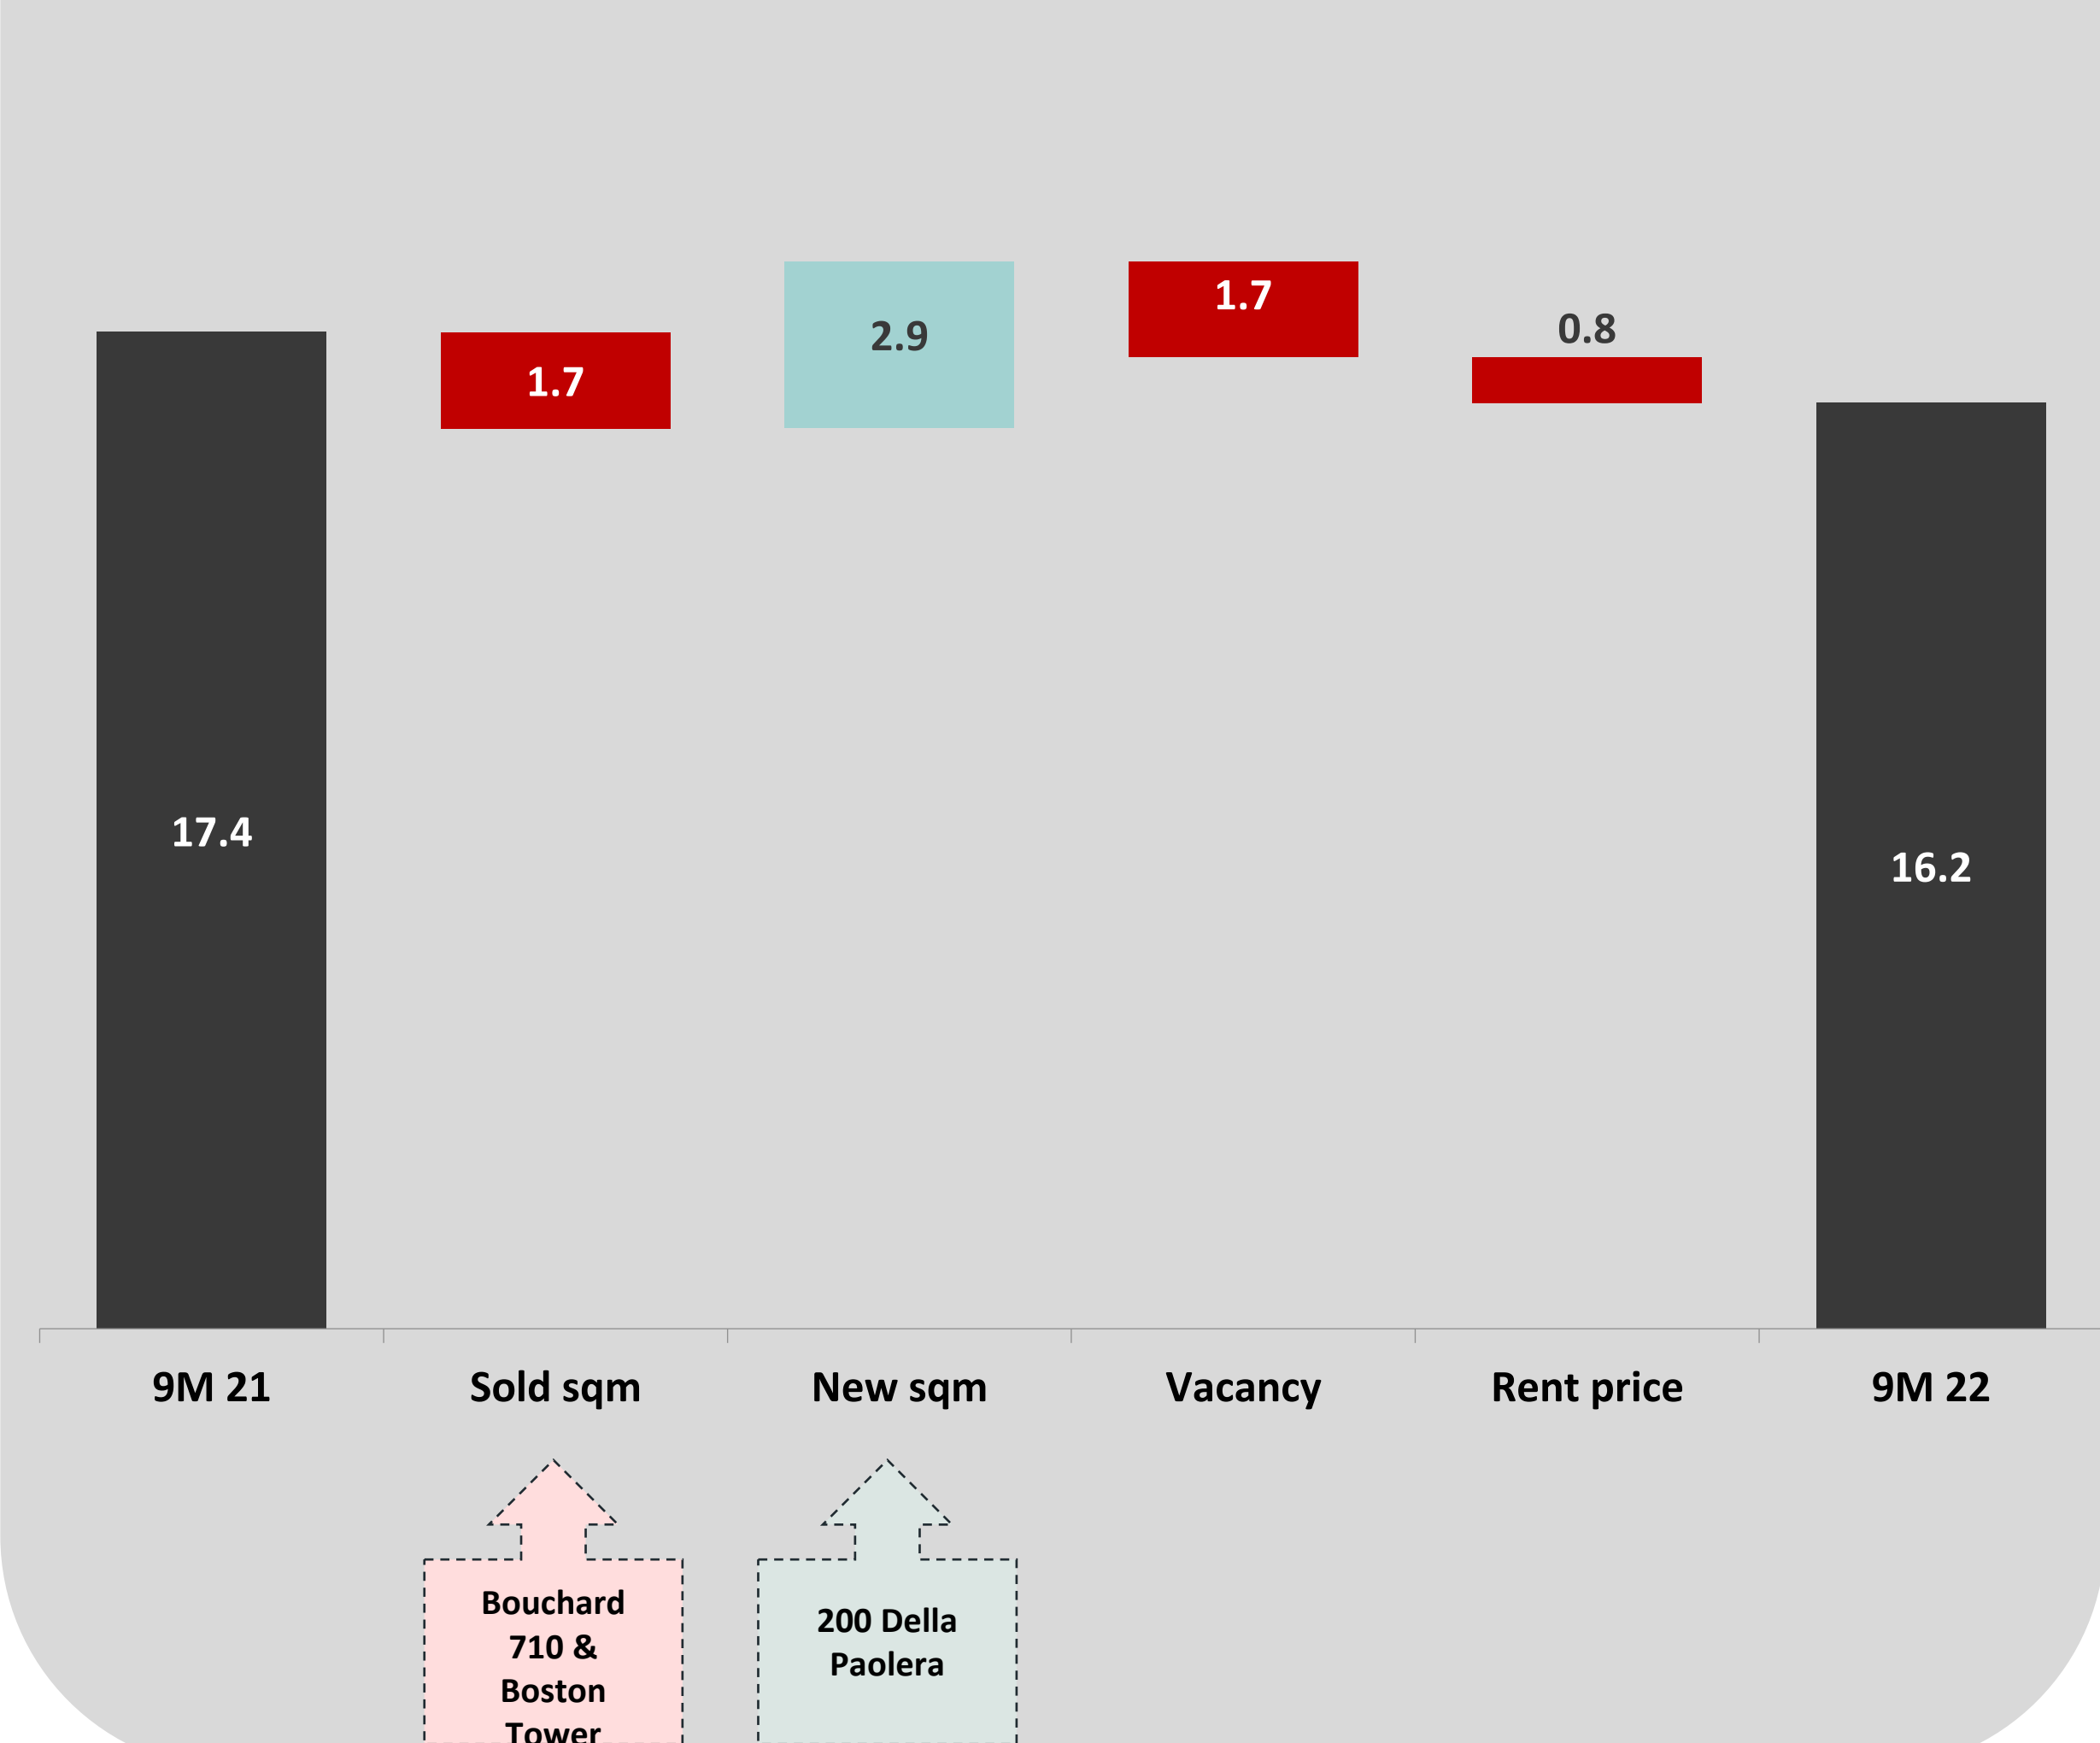 2.9
1.7
0.8
1.7
17.4
16.2
9M 21
Sold sqm
New sqm
Vacancy
Rent price
9M 22
Bouchard
710 &
Boston
Tower
200 Della
Paolera